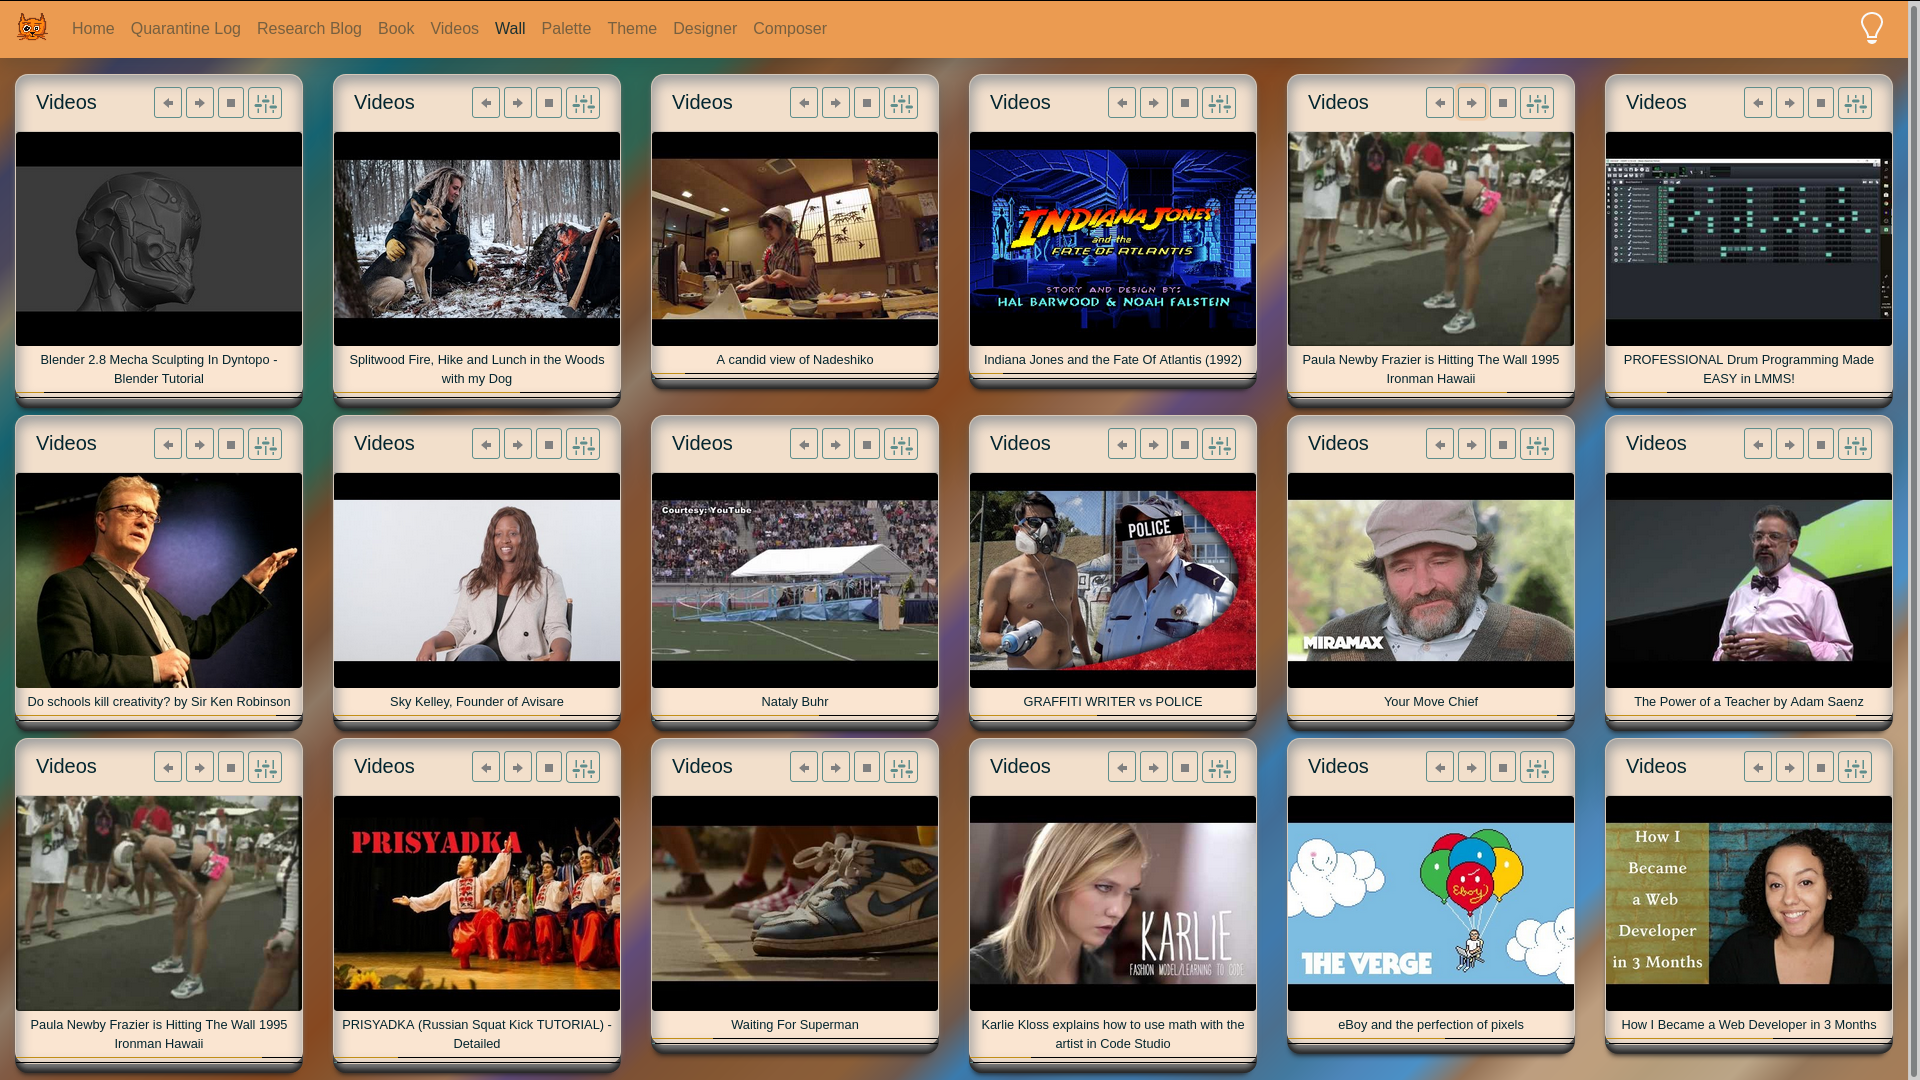 Home Quarantine Log Research Blog Book Videos Wall Palette Theme Designer Composer
Videos
Videos
Videos
Videos
Videos
Videos
INDIANA JONES
and the
FATE OF ATLANTIS
STORY AND DESIGN BY:
HAL BARWOOD & NOAH FALSTEIN
Blender 2.8 Mecha Sculpting In Dyntopo -
Blender Tutorial
Splitwood Fire, Hike and Lunch in the Woods
with my Dog
A candid view of Nadeshiko
Indiana Jones and the Fate Of Atlantis (1992)
Paula Newby Frazier is Hitting The Wall 1995
Ironman Hawaii
PROFESSIONAL Drum Programming Made
EASY in LMMS!
Videos
Videos
Videos
Videos
Videos
Videos
Courtesy: YouTube
POLICE
MIRAMAX
Do schools kill creativity? by Sir Ken Robinson
Sky Kelley, Founder of Avisare
Nataly Buhr
GRAFFITI WRITER vs POLICE
Your Move Chief
The Power of a Teacher by Adam Saenz
Videos
Videos
Videos
Videos
Videos
Videos
PRISYADKA
KARLIE
FASHION MODEL/LEARNING TO CODE
Eboy
THE VERGE
How I
Became
a Web
Developer
in 3 Months
Paula Newby Frazier is Hitting The Wall 1995
Ironman Hawaii
PRISYADKA (Russian Squat Kick TUTORIAL) -
Detailed
Waiting For Superman
Karlie Kloss explains how to use math with the
artist in Code Studio
eBoy and the perfection of pixels
How I Became a Web Developer in 3 Months